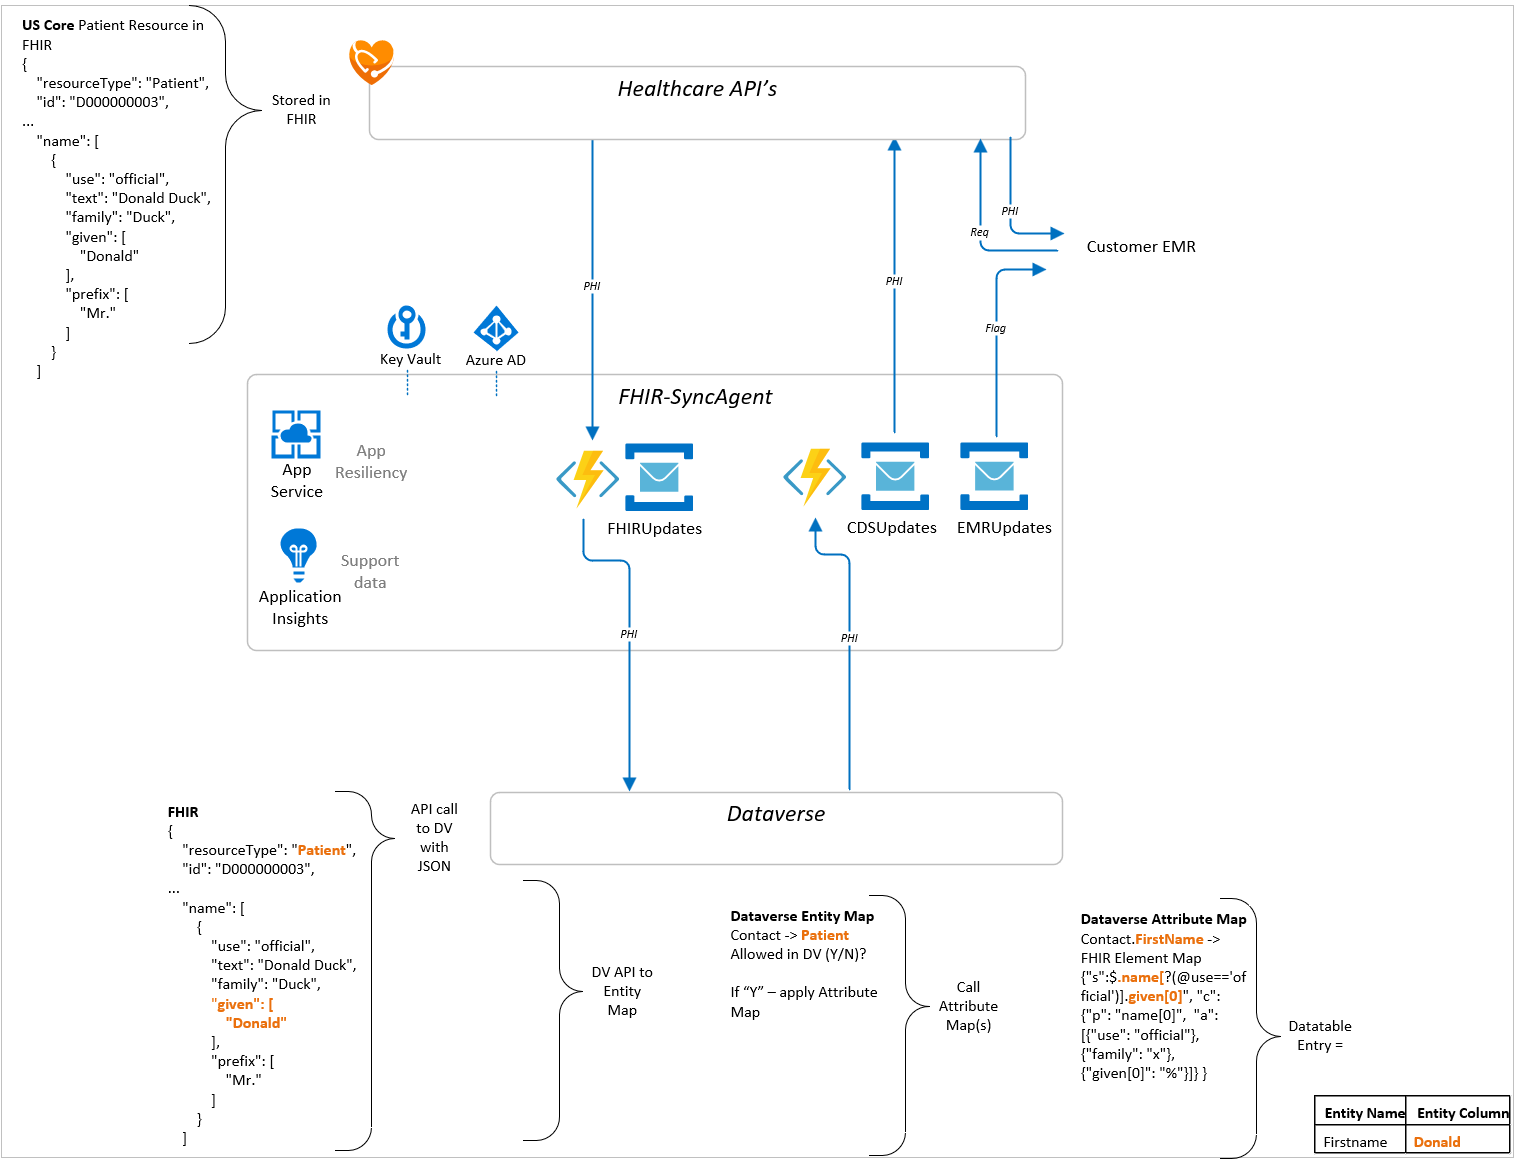 US Core Patient Resource in
FHIR
{
"resourceType": "Patient",
"id": "D000000003",
...
"name": [
{
"use": "official",
"text": "Donald Duck",
"family": "Duck",
"given": [
"Donald"
],
"prefix": [
"Mr."
]
}
]
Stored in
FHIR
Healthcare API's
PHI
PHI
Req
PHI
Customer EMR
Flag
Key Vault
Azure AD
FHIR-SyncAgent
App
Service
App
Resiliency
Application
Insights
Support
data
FHIRUpdates
CDSUpdates
EMRUpdates
PHI
PHI
Dataverse
FHIR
{
"resourceType": "Patient",
"id": "D000000003",
...
"name": [
{
"use": "official",
"text": "Donald Duck",
"family": "Duck",
"given": [
"Donald"
],
"prefix": [
"Mr."
]
}
]
API call
to DV
with
JSON
DV API to
Entity
Map
Dataverse Entity Map
Contact -> Patient
Allowed in DV (Y/N)?
If “Y” – apply Attribute
Map
Call
Attribute
Map(s)
Dataverse Attribute Map
Contact.FirstName ->
FHIR Element Map
{"s":$.name[?(@use=='of
ficial')].given[0]", "c":
{"p": "name[0]", "a":
[{"use": "official"},
{"family": "x"},
{"given[0]": "%"}]} }
Datatable
Entry =
Entity Name Entity Column
Firstname Donald